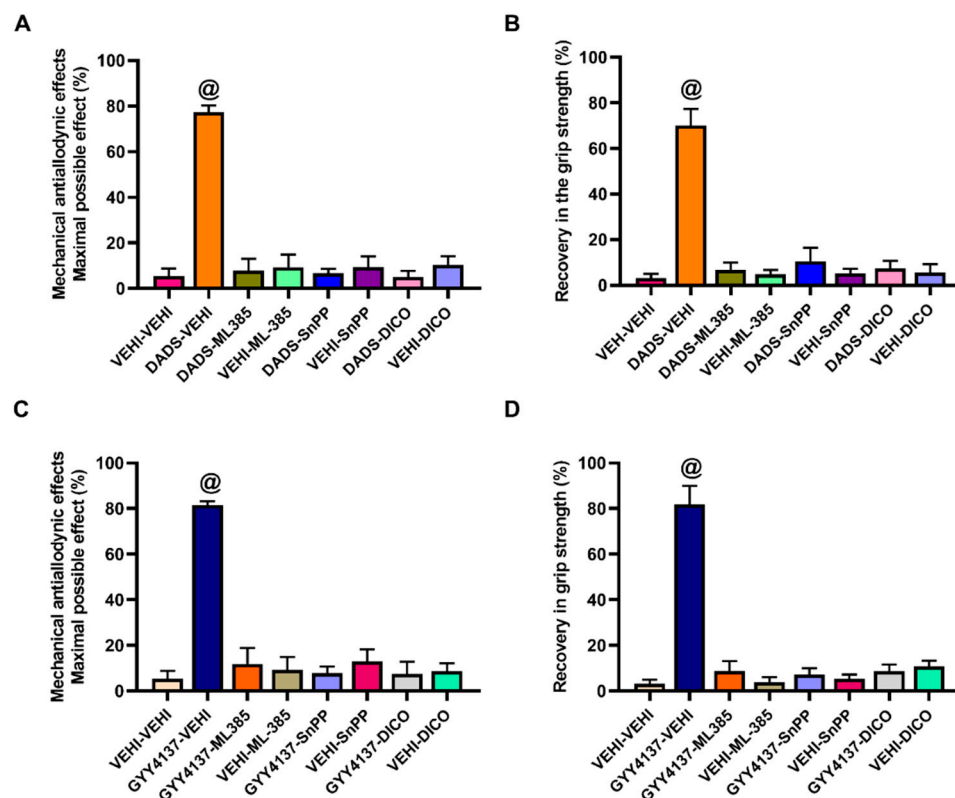 A
Mechanical antiallodynic effects
Maximal possible effect (%)
100
80
60
40
20
0
@
VEHI-VEHI
DADS-VEHI
DADS-ML385
VEHI-ML-385
DADS-SnPP
VEHI-SnPP
DADS-DICO
VEHI-DICO
B
Recovery in the grip strength (%)
100
80
60
40
20
0
@
VEHI-VEHI
DADS-VEHI
DADS-ML385
VEHI-ML-385
DADS-SnPP
VEHI-SnPP
DADS-DICO
VEHI-DICO
C
Mechanical antiallodynic effects
Maximal possible effect (%)
100
80
60
40
20
0
@
VEHI-VEHI
GYY4137-VEHI
GYY4137-ML385
VEHI-ML-385
GYY4137-SnPP
VEHI-SnPP
GYY4137-DICO
VEHI-DICO
D
Recovery in grip strength (%)
100
80
60
40
20
0
@
VEHI-VEHI
GYY4137-VEHI
GYY4137-ML385
VEHI-ML-385
GYY4137-SnPP
VEHI-SnPP
GYY4137-DICO
VEHI-DICO